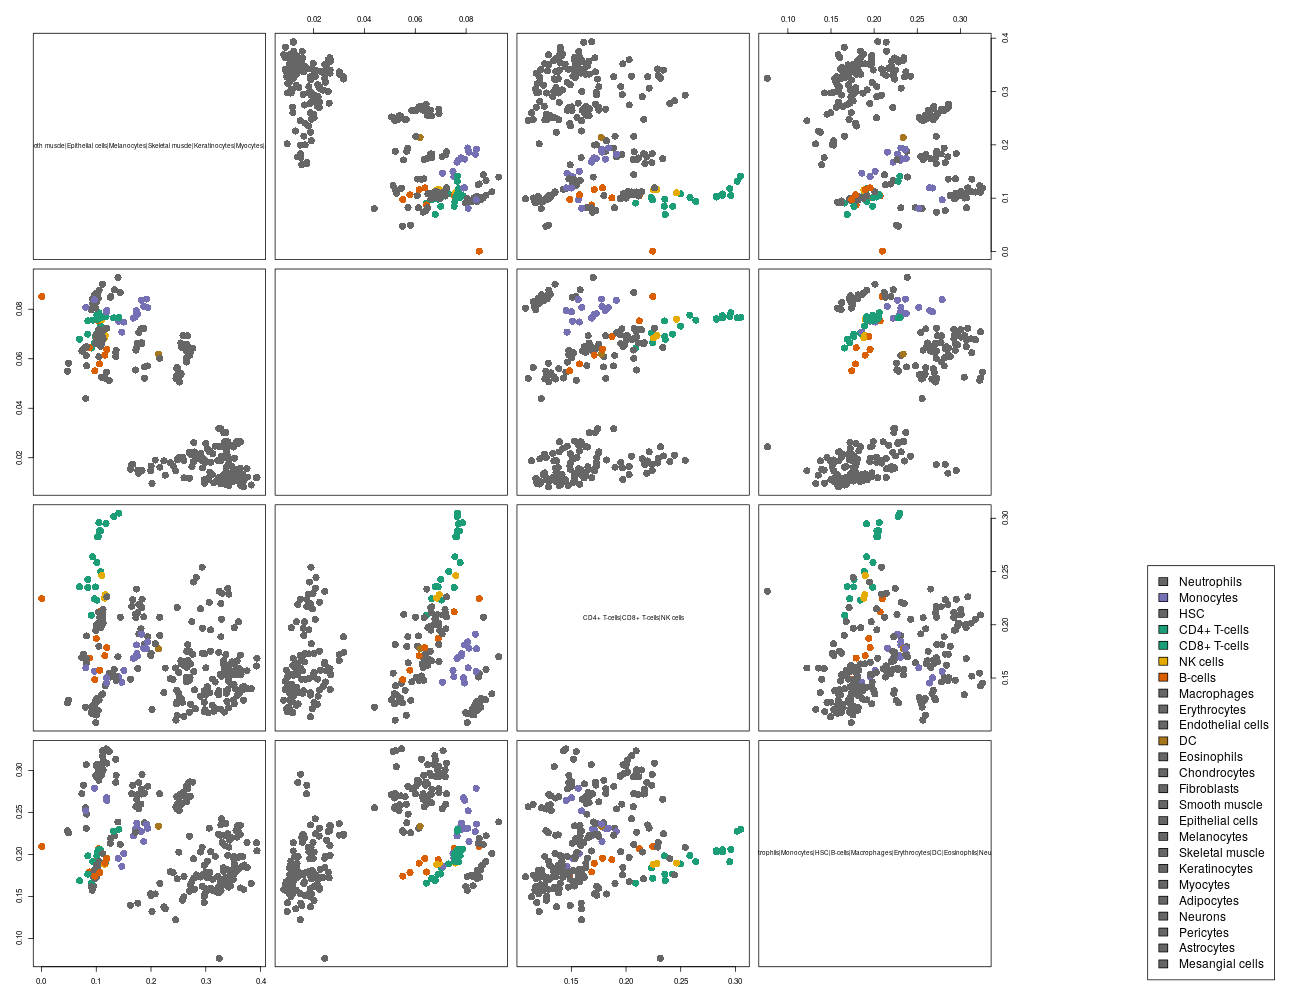 0.02 0.04 0.06 0.08
0.10 0.15 0.20 0.25 0.30
oth muscle|Epithelial cells|Melanocytes|Skeletal muscle|Keratinocytes|Myocytes|
0.0 0.1 0.2 0.3 0.4
0.02 0.04 0.06 0.08
CD4+ T-cells|CD8+ T-cells|NK cells
0.15 0.20 0.25 0.30
trophils|Monocytes|HSC|B-cells|Macrophages|Erythrocytes|DC|Eosinophils|Neu
0.10 0.15 0.20 0.25 0.30
0.0 0.1 0.2 0.3 0.4
0.15 0.20 0.25 0.30
Neutrophils
Monocytes
HSC
CD4+ T-cells
CD8+ T-cells
NK cells
B-cells
Macrophages
Erythrocytes
Endothelial cells
DC
Eosinophils
Chondrocytes
Fibroblasts
Smooth muscle
Epithelial cells
Melanocytes
Skeletal muscle
Keratinocytes
Myocytes
Adipocytes
Neurons
Pericytes
Astrocytes
Mesangial cells